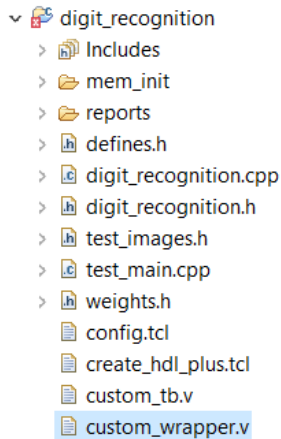 digit_recognition
Includes
mem_init
reports
defines.h
digit_recognition.cpp
digit_recognition.h
test_images.h
test_main.cpp
weights.h
config.tcl
create_hdl_plus.tcl
custom_tb.v
custom_wrapper.v